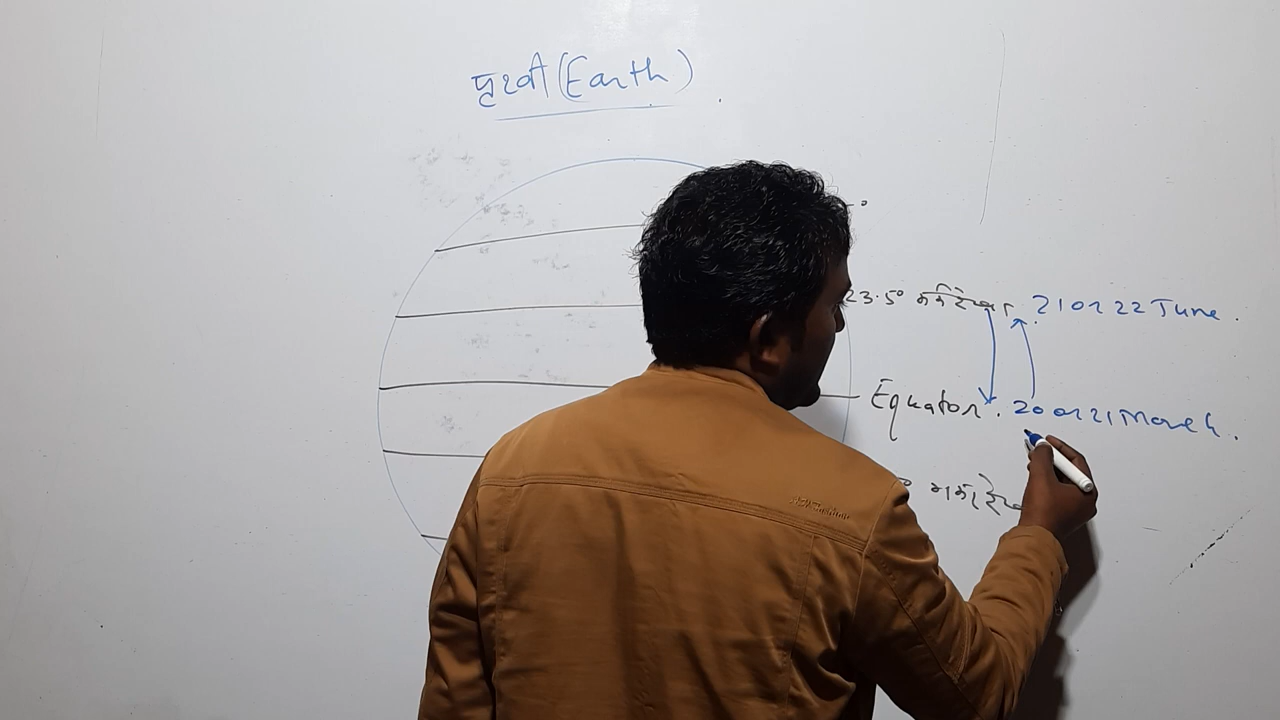 पृथ्वी (Earth)
23.5° कर्क रेखा 21 or 22 June.
Equator. 20 or 21 March.
° मकर रेखा